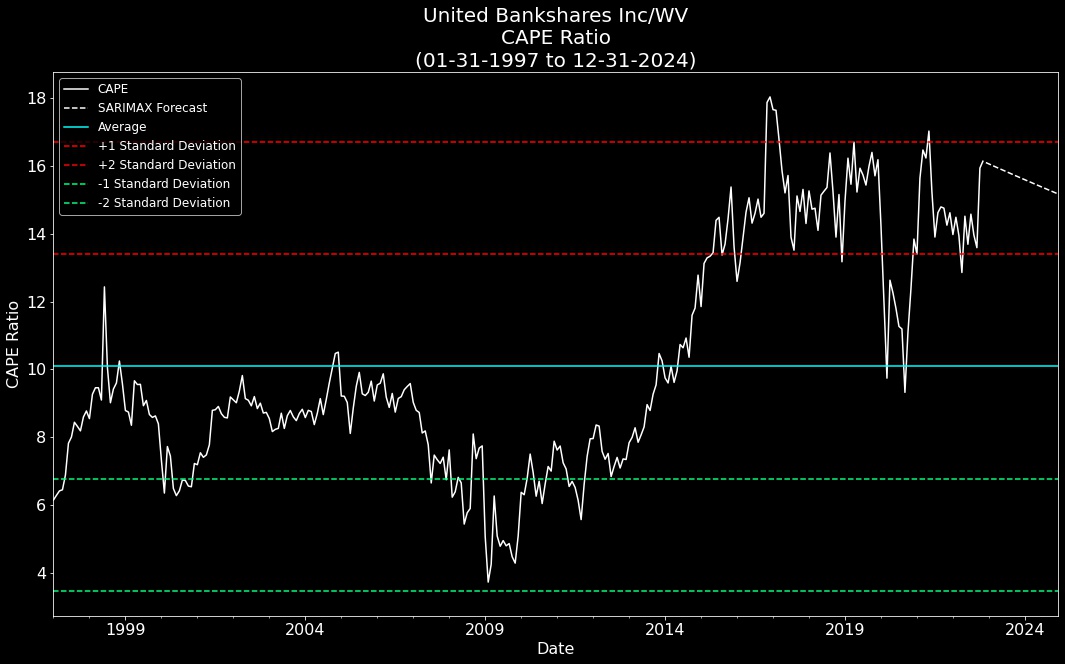 United Bankshares Inc/WV
CAPE Ratio
(01-31-1997 to 12-31-2024)
CAPE
SARIMAX Forecast
Average
+1 Standard Deviation
+2 Standard Deviation
-1 Standard Deviation
-2 Standard Deviation
18
16
14
12
10
8
6
4
CAPE Ratio
1999
2004
2009
2014
2019
2024
Date